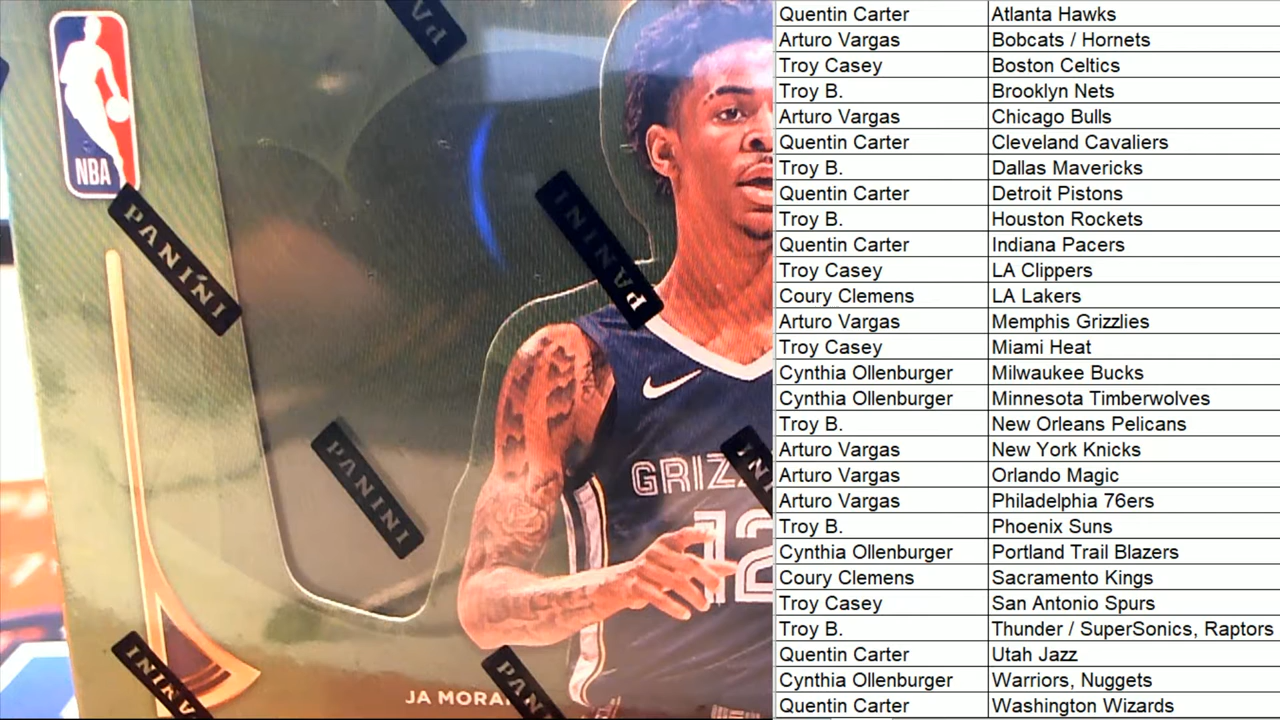 PA
NBA
PANINI
PANINI
PANINI
GRIZ
12
NI
PANINI
JA MORA
PAN
Quentin Carter Atlanta Hawks
Arturo Vargas Bobcats / Hornets
Troy Casey Boston Celtics
Troy B. Brooklyn Nets
Arturo Vargas Chicago Bulls
Quentin Carter Cleveland Cavaliers
Troy B. Dallas Mavericks
Quentin Carter Detroit Pistons
Troy B. Houston Rockets
Quentin Carter Indiana Pacers
Troy Casey LA Clippers
Coury Clemens LA Lakers
Arturo Vargas Memphis Grizzlies
Troy Casey Miami Heat
Cynthia Ollenburger Milwaukee Bucks
Cynthia Ollenburger Minnesota Timberwolves
Troy B. New Orleans Pelicans
Arturo Vargas New York Knicks
Arturo Vargas Orlando Magic
Arturo Vargas Philadelphia 76ers
Troy B. Phoenix Suns
Cynthia Ollenburger Portland Trail Blazers
Coury Clemens Sacramento Kings
Troy Casey San Antonio Spurs
Troy B. Thunder / SuperSonics, Raptors
Quentin Carter Utah Jazz
Cynthia Ollenburger Warriors, Nuggets
Quentin Carter Washington Wizards